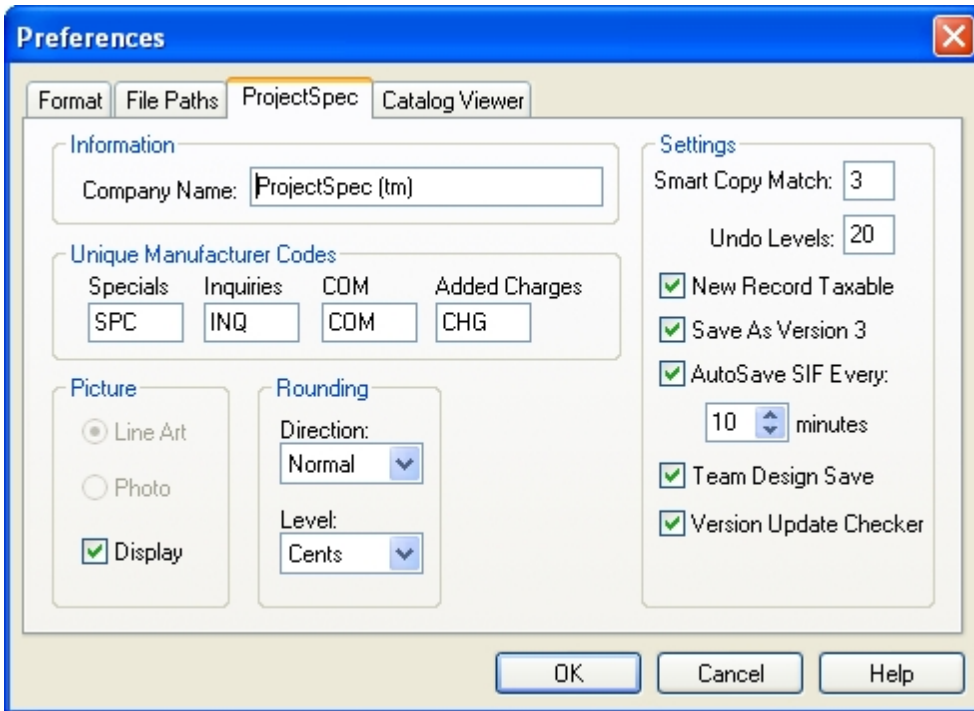 Preferences
Format File Paths ProjectSpec Catalog Viewer
Information
Company Name: ProjectSpec (tm)
Unique Manufacturer Codes
Specials Inquiries COM Added Charges
SPC INQ COM CHG
Picture
Line Art
Photo
Display
Rounding
Direction:
Normal
Level:
Cents
Settings
Smart Copy Match: 3
Undo Levels: 20
New Record Taxable
Save As Version 3
AutoSave SIF Every:
10 minutes
Team Design Save
Version Update Checker
OK Cancel Help